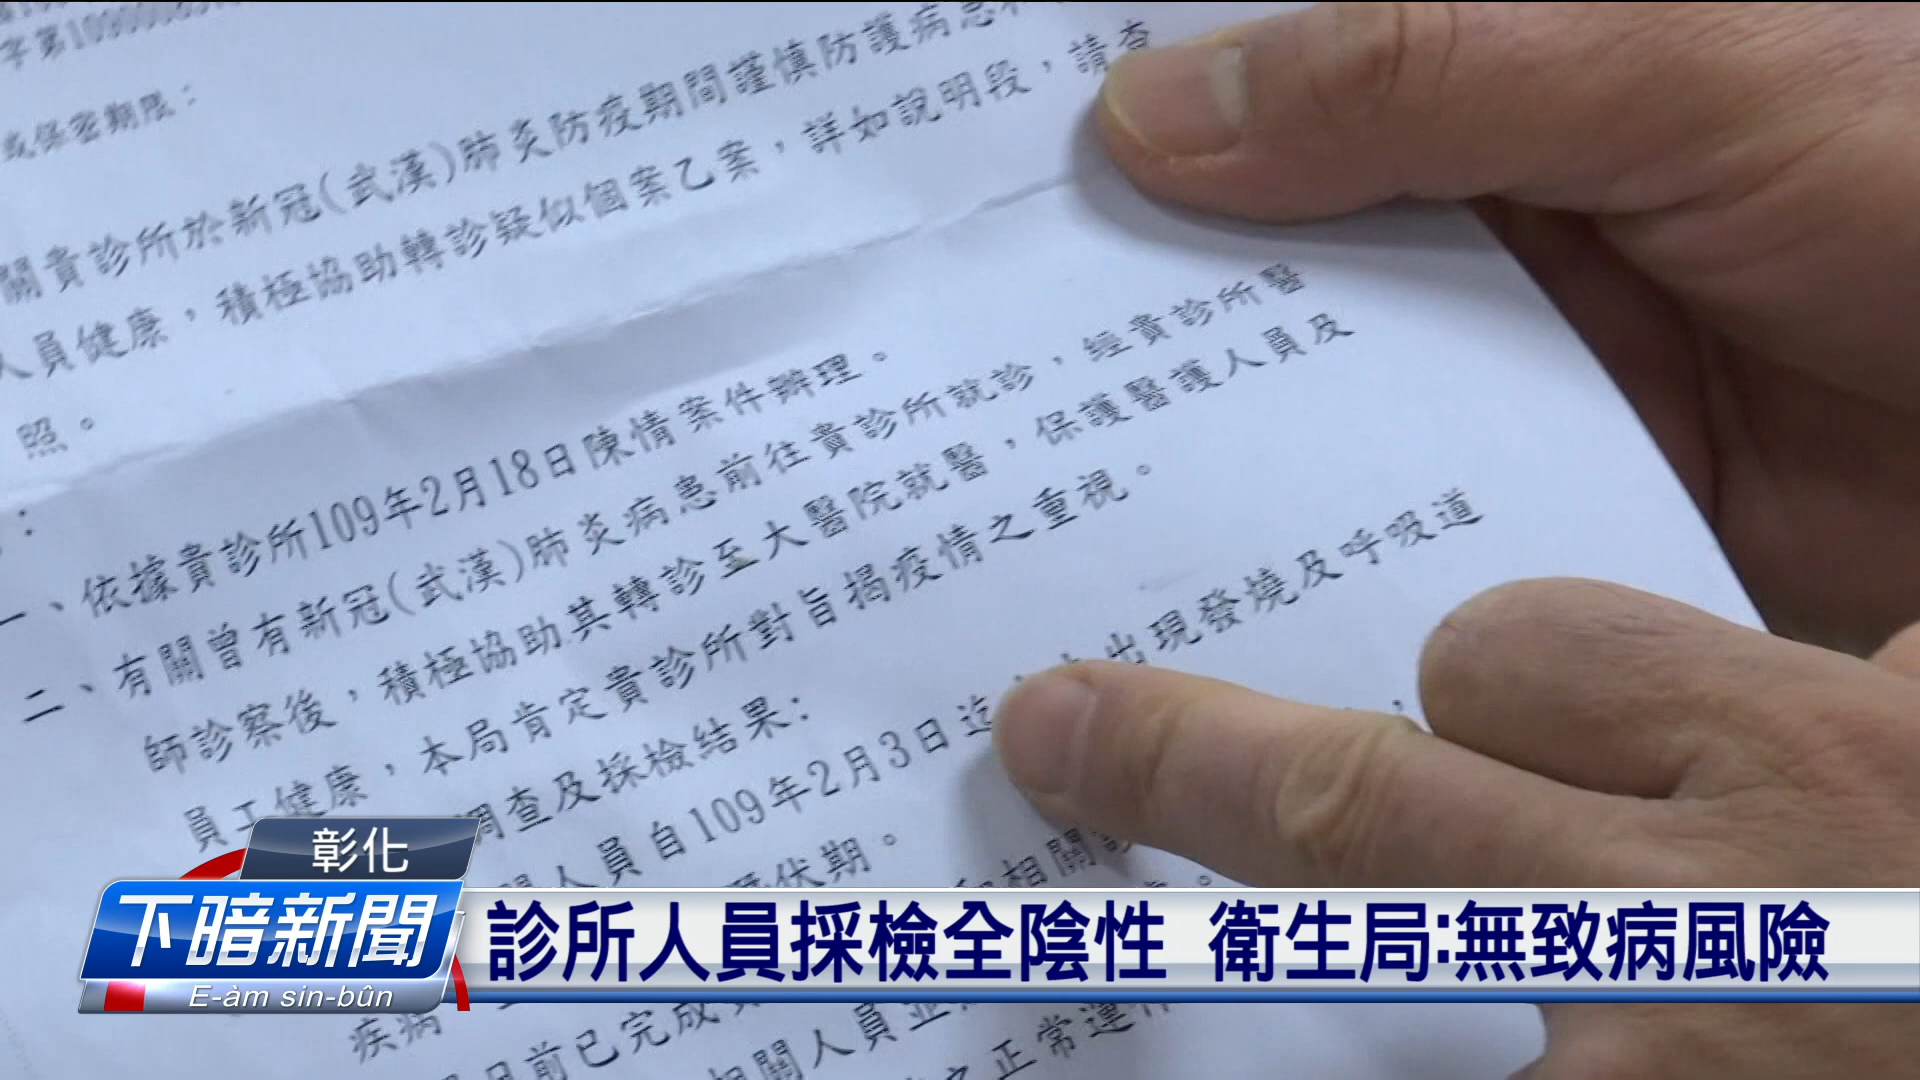 字第109000
或保密期限：
關貴診所於新冠(武漢)肺炎防疫期間謹慎防護病患
人員健康，積極協助轉診疑似個案乙案，詳如說明段，請查
照。
：
一、依據貴診所109年2月18日陳情案件辦理。
二、有關曾有新冠(武漢)肺炎病患前往貴診所就診，經貴診所醫
師診察後，積極協助其轉診至大醫院就醫，保護醫護人員及
員工健康，本局肯定貴診所對旨揭疫情之重視。
調查及採檢結果：
人員自109年2月3日迄 出現發燒及呼吸道
伏期。 相關
疾病
目前已完成 相關人員並
之正常運作
彰化
下暗新聞
E-àm sin-bûn
診所人員採檢全陰性 衛生局:無致病風險